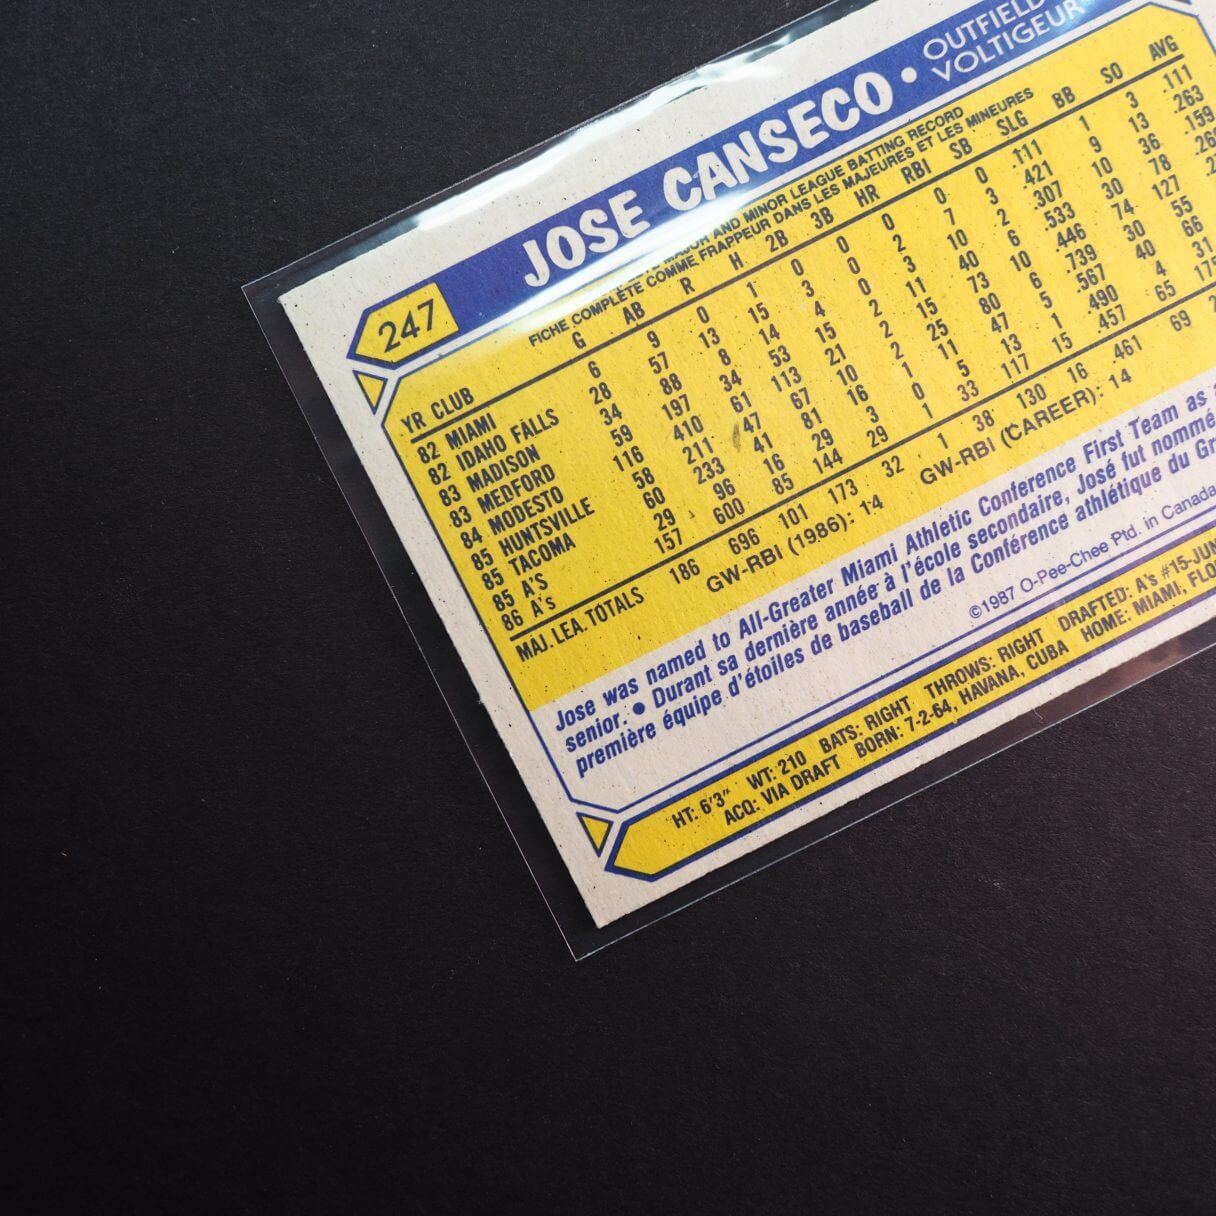 JOSE CANSECO • OUTFIELD
VOLTIGEUR
247
MAJOR AND MINOR LEAGUE BATTING RECORD
FICHE COMPLÈTE COMME FRAPPEUR DANS LES MAJEURES ET LES MINEURES
YR CLUB G AB R H 2B 3B HR RBI SB SLG BB SO AVG
82 MIAMI 6 9 0 1 0 0 0 0 0 .111 1 3 .111
82 IDAHO FALLS 28 57 13 15 3 0 2 7 3 .421 9 13 .263
83 MADISON 34 88 8 14 4 0 3 10 2 .307 10 36 .159
83 MEDFORD 59 197 34 53 15 2 11 40 6 .533 30 78
84 MODESTO 116 410 61 113 21 2 15 73 10 .446 74 127
85 HUNTSVILLE 58 211 47 67 10 2 25 80 6 .739 30 55
85 TACOMA 60 233 41 81 16 1 11 47 5 .567 40 66
85 A'S 29 96 16 29 3 0 5 13 1 .490 4 31
86 A's 157 600 85 144 29 1 33 117 15 .457 65 175
MAJ. LEA. TOTALS 186 696 101 173 32 1 38 130 16 .461 69
GW-RBI (1986): 14 GW-RBI (CAREER): 14
Jose was named to All-Greater Miami Athletic Conference First Team as
senior. • Durant sa dernière année à l'école secondaire, José fut nommé
première équipe d'étoiles de baseball de la Conférence athlétique du
©1987 O-Pee-Chee Ptd. in Canada
HT: 6'3" WT: 210 BATS: RIGHT THROWS: RIGHT DRAFTED: A's #15-JUN
ACQ: VIA DRAFT BORN: 7-2-64, HAVANA, CUBA HOME: MIAMI,